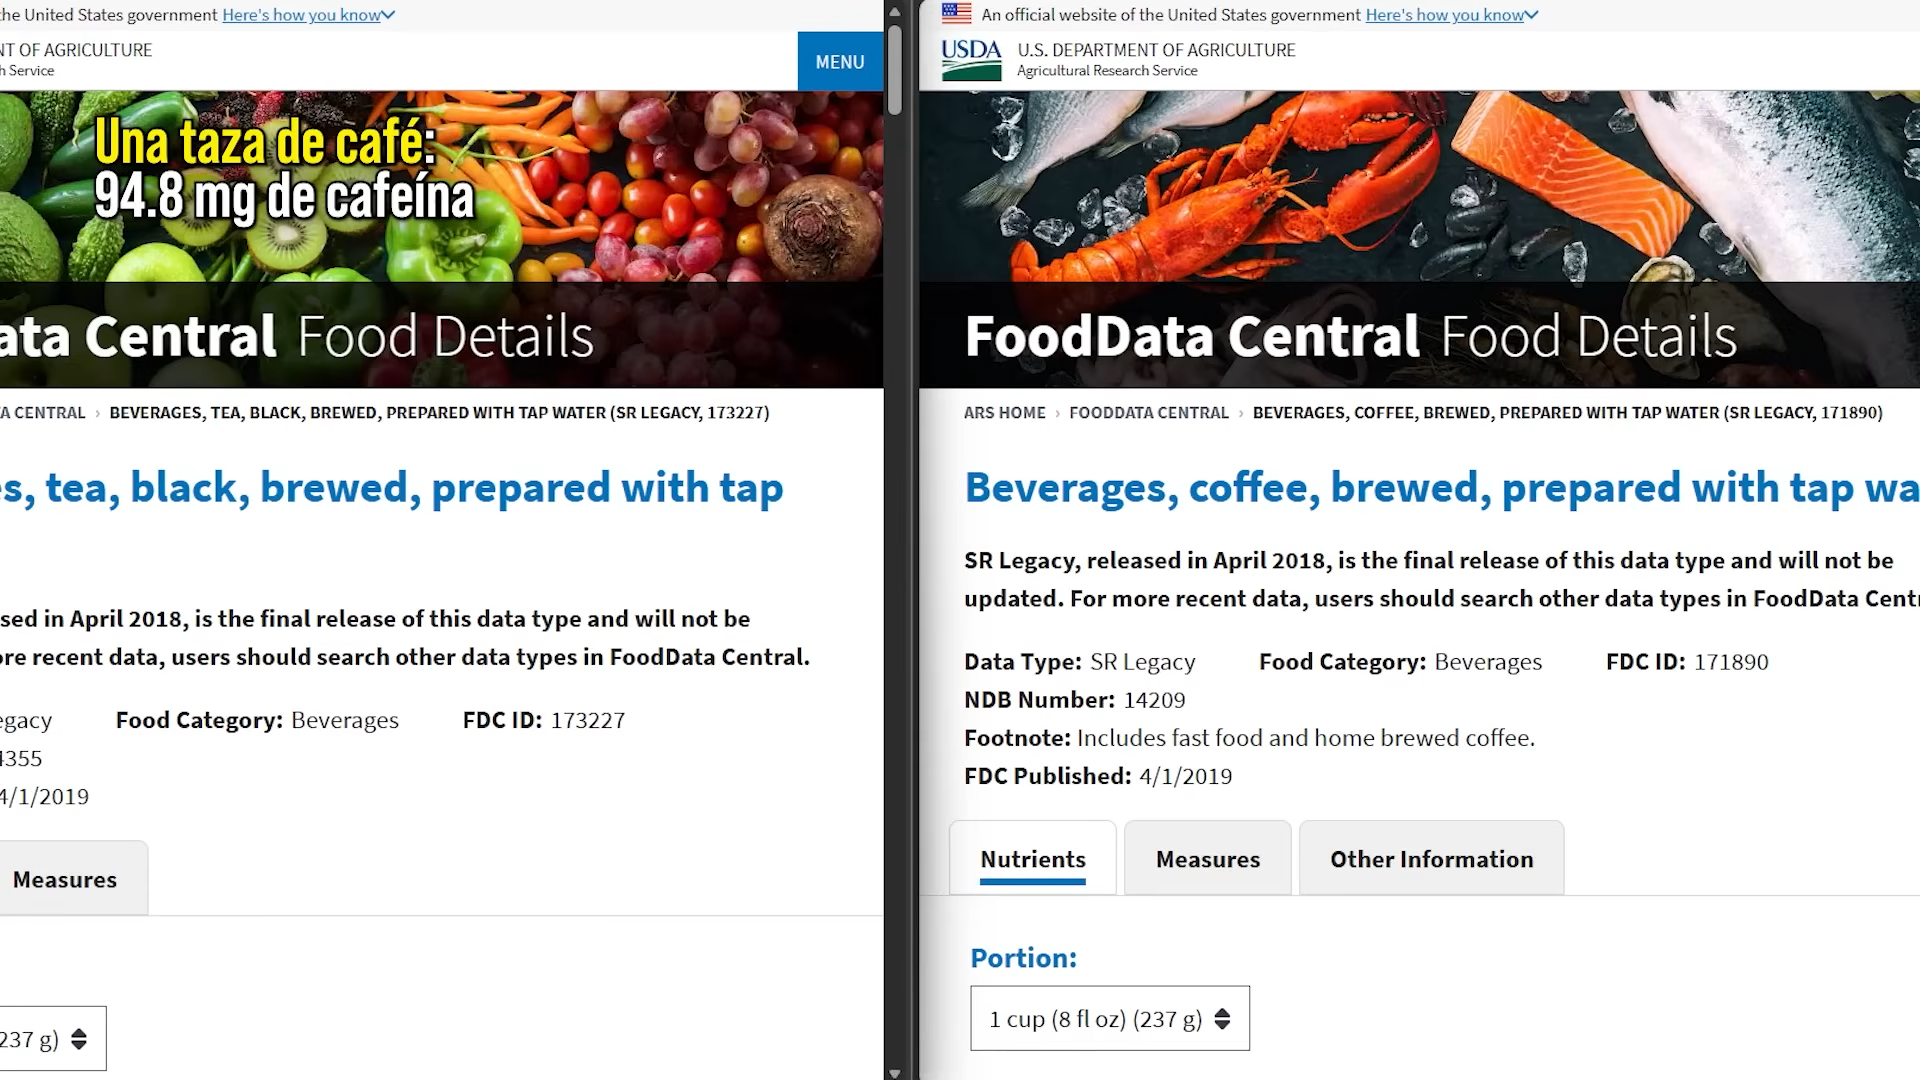 he United States government Here's how you know
NT OF AGRICULTURE
h Service
MENU
Una taza de café:
94.8 mg de cafeína
ata Central Food Details
A CENTRAL › BEVERAGES, TEA, BLACK, BREWED, PREPARED WITH TAP WATER (SR LEGACY, 173227)
s, tea, black, brewed, prepared with tap
sed in April 2018, is the final release of this data type and will not be
ore recent data, users should search other data types in FoodData Central.
egacy Food Category: Beverages FDC ID: 173227
4355
4/1/2019
Measures
237 g)
An official website of the United States government Here's how you know
USDA U.S. DEPARTMENT OF AGRICULTURE
Agricultural Research Service
FoodData Central Food Details
ARS HOME › FOODDATA CENTRAL › BEVERAGES, COFFEE, BREWED, PREPARED WITH TAP WATER (SR LEGACY, 171890)
Beverages, coffee, brewed, prepared with tap wa
SR Legacy, released in April 2018, is the final release of this data type and will not be
updated. For more recent data, users should search other data types in FoodData Centr
Data Type: SR Legacy Food Category: Beverages FDC ID: 171890
NDB Number: 14209
Footnote: Includes fast food and home brewed coffee.
FDC Published: 4/1/2019
Nutrients Measures Other Information
Portion:
1 cup (8 fl oz) (237 g)